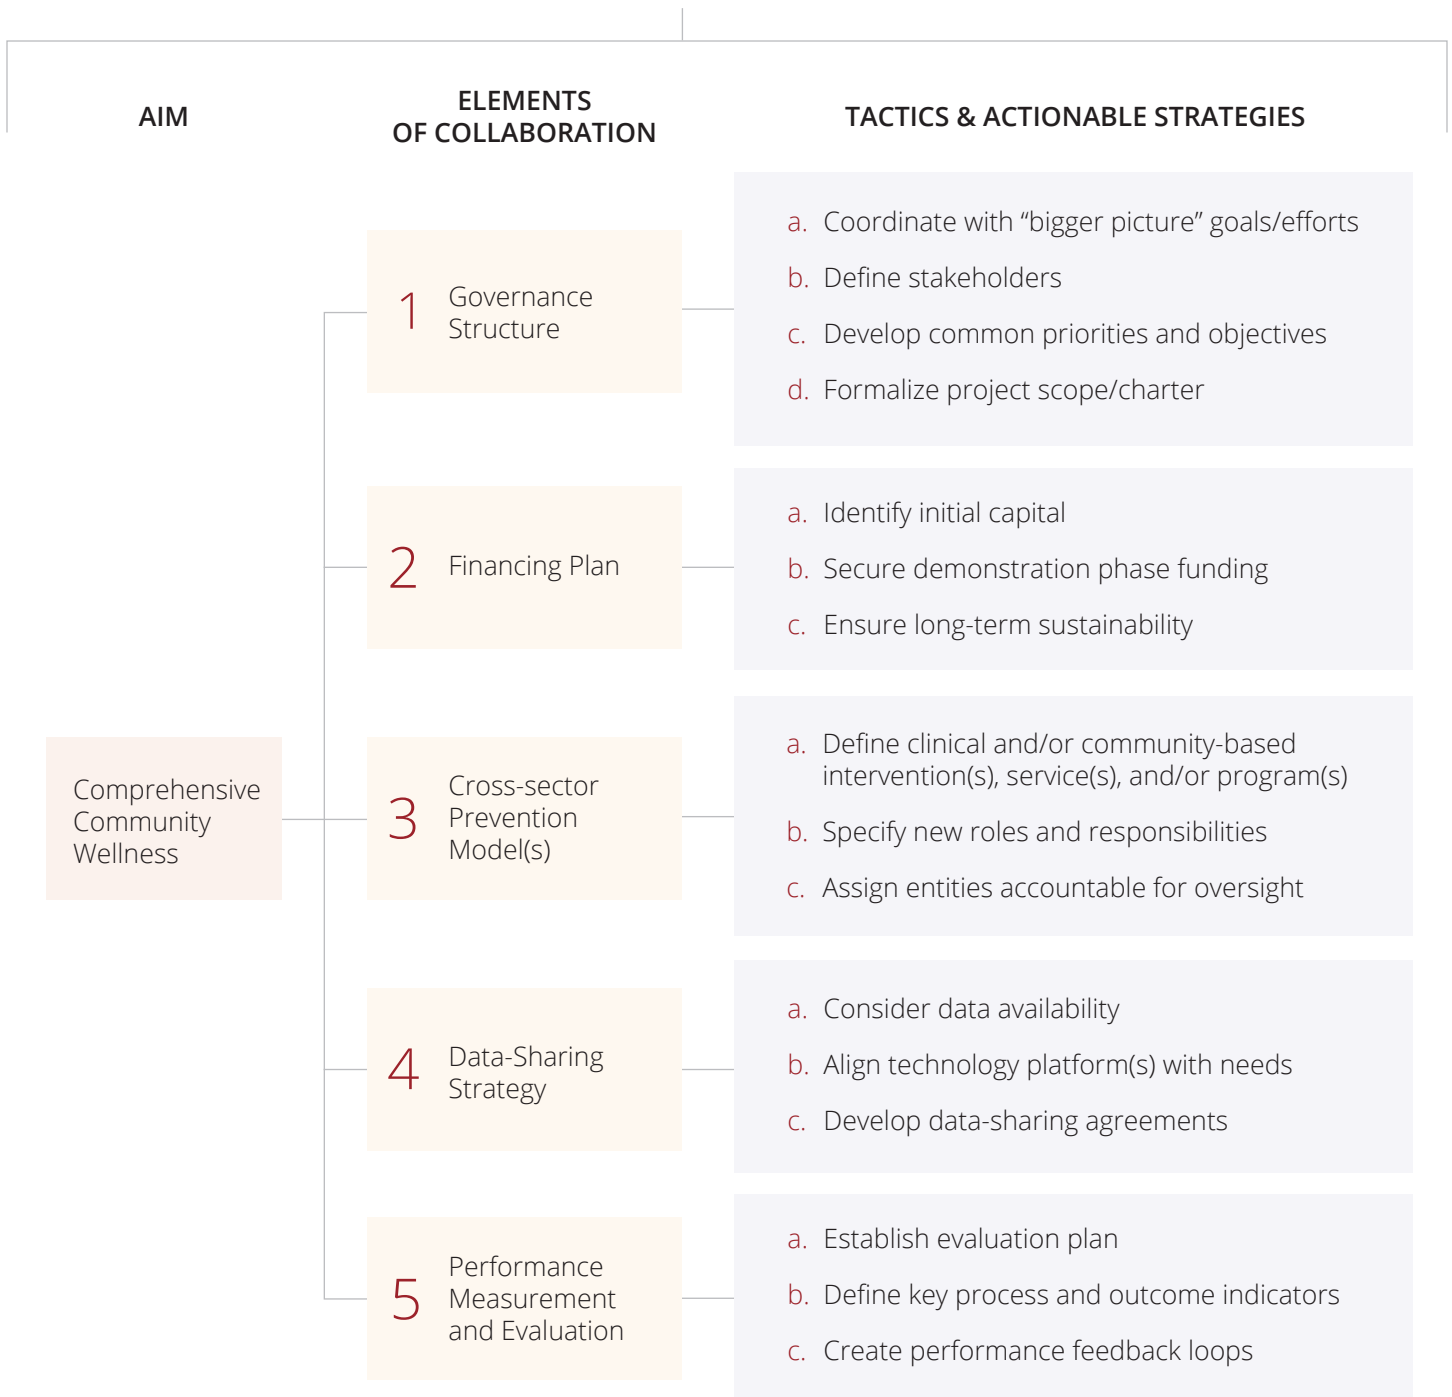 AIM
ELEMENTS
OF COLLABORATION
TACTICS & ACTIONABLE STRATEGIES
Comprehensive
Community
Wellness
1
Governance
Structure
a. Coordinate with “bigger picture” goals/efforts
b. Define stakeholders
c. Develop common priorities and objectives
d. Formalize project scope/charter
2
Financing Plan
a. Identify initial capital
b. Secure demonstration phase funding
c. Ensure long-term sustainability
3
Cross-sector
Prevention
Model(s)
a. Define clinical and/or community-based
intervention(s), service(s), and/or program(s)
b. Specify new roles and responsibilities
c. Assign entities accountable for oversight
4
Data-Sharing
Strategy
a. Consider data availability
b. Align technology platform(s) with needs
c. Develop data-sharing agreements
5
Performance
Measurement
and Evaluation
a. Establish evaluation plan
b. Define key process and outcome indicators
c. Create performance feedback loops